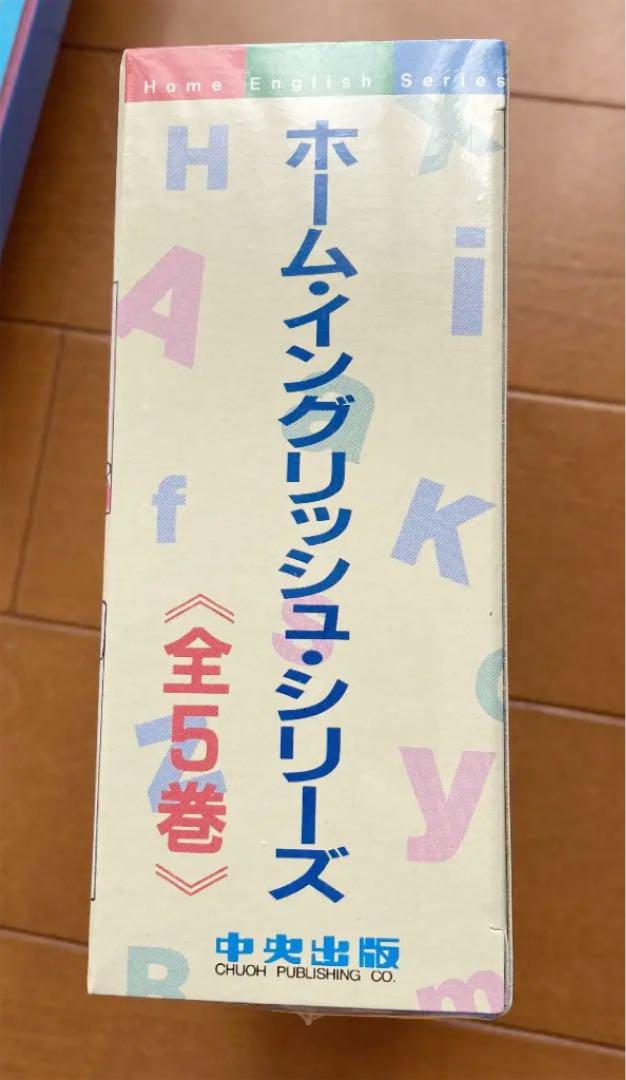 Home English Series
ホーム・イングリッシュ・シリーズ
《全5巻》
中央出版
CHUOH PUBLISHING CO.
H
i
A
a
f
K
s
Z
y
B
m